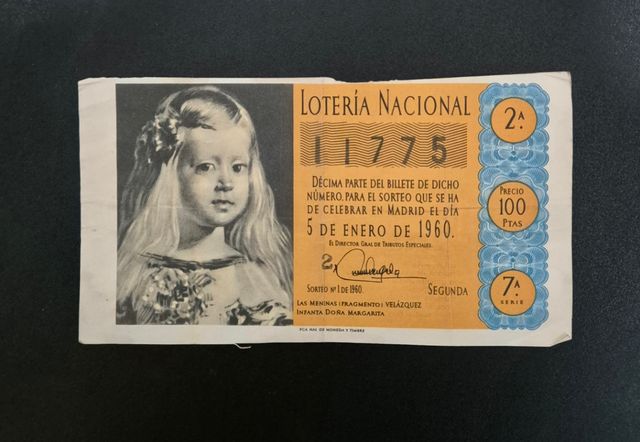 LOTERÍA NACIONAL
11775
DÉCIMA PARTE DEL BILLETE DE DICHO
NÚMERO, PARA EL SORTEO QUE SE HA
DE CELEBRAR EN MADRID EL DÍA
5 DE ENERO DE 1960.
EL DIRECTOR GRAL DE TRIBUTOS ESPECIALES.
2
SORTEO Nº 1 DE 1960. SEGUNDA
LAS MENINAS (FRAGMENTO) VELÁZQUEZ
INFANTA DOÑA MARGARITA
FCA NAL DE MONEDA Y TIMBRE
2.ª
PRECIO
100
PTAS
7.ª
SERIE